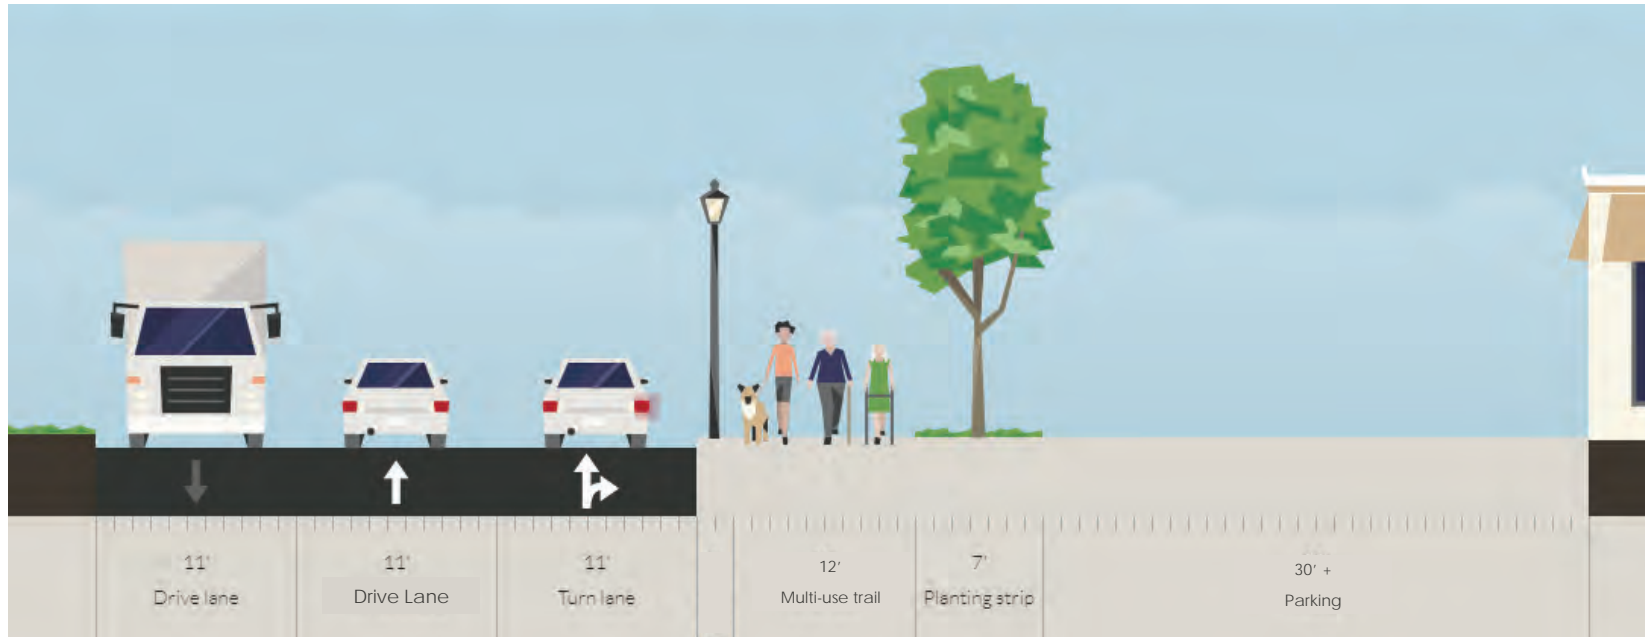 11'
Drive lane
11'
Drive Lane
11'
Turn lane
12'
Multi-use trail
7'
Planting strip
30' +
Parking